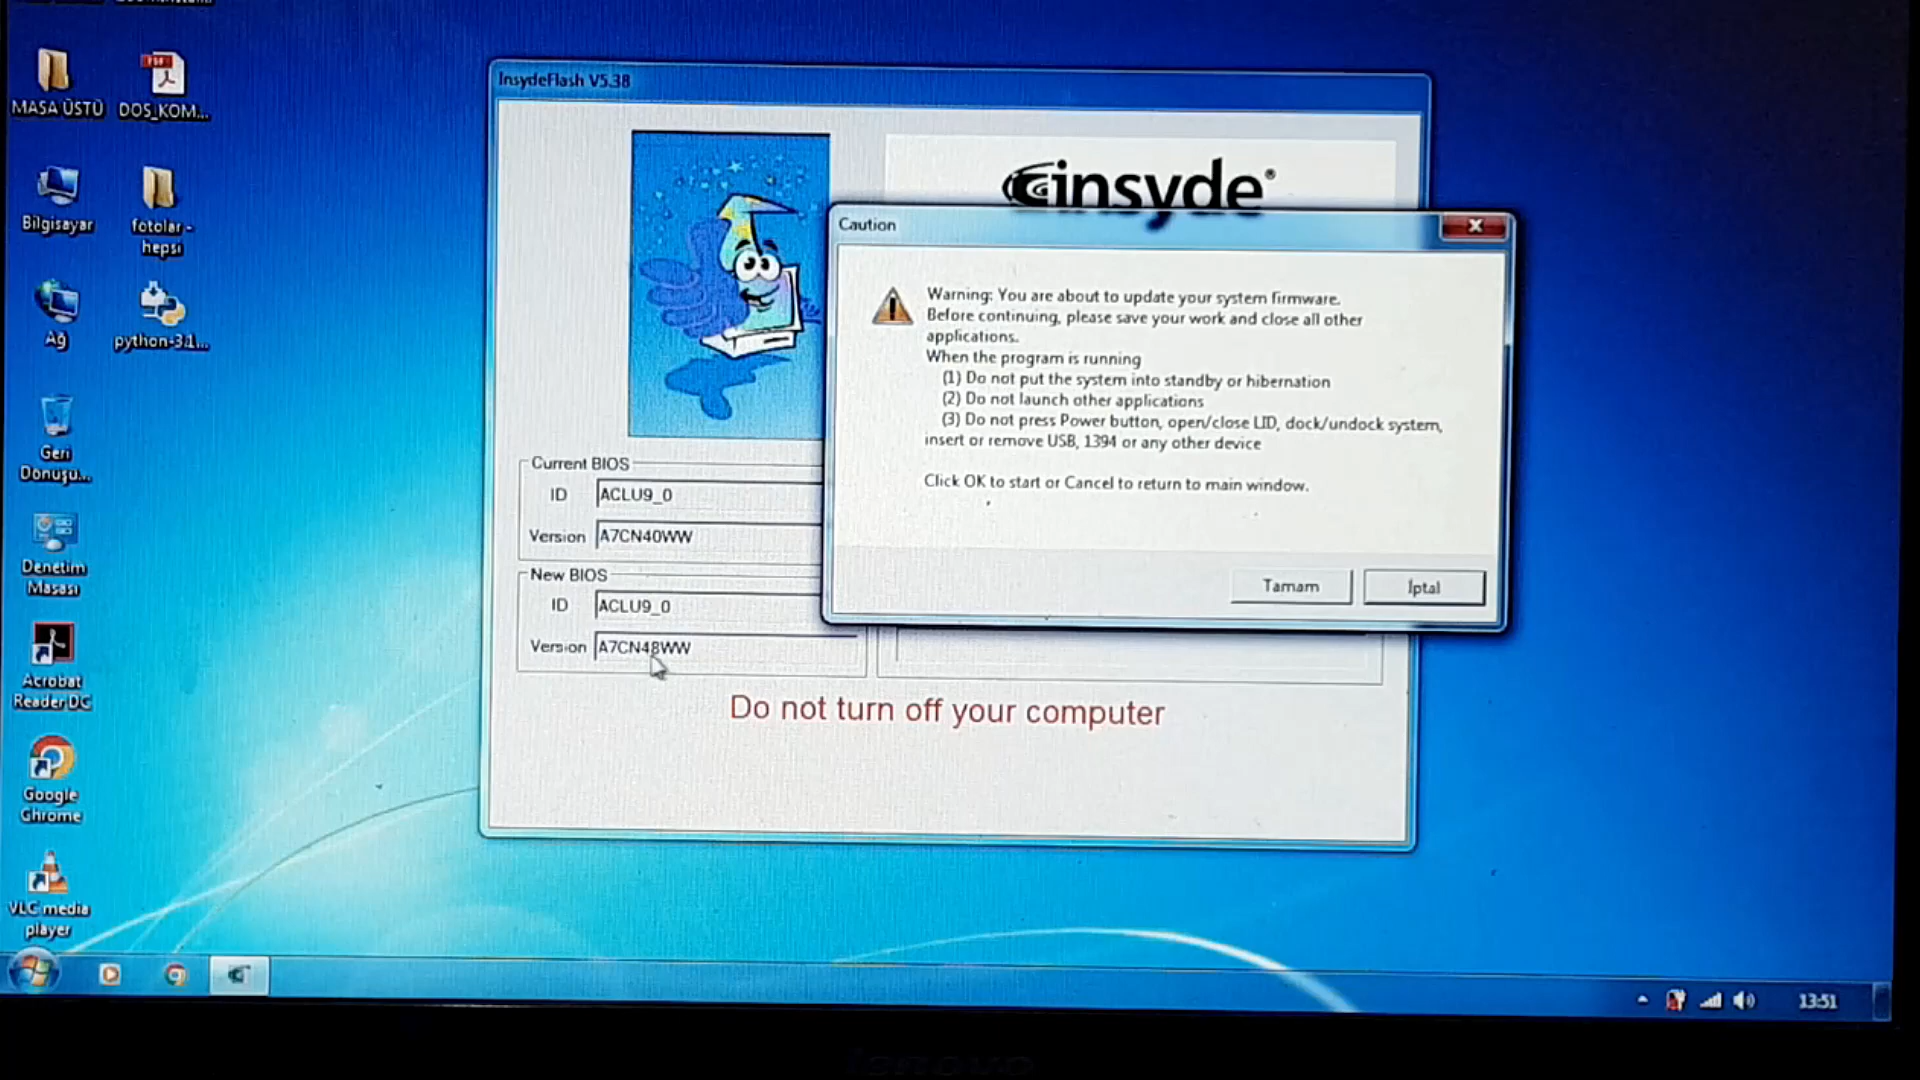 MASA ÜSTÜ
DOS_KOM...
Bilgisayar
fotolar -
hepsi
Ağ
python-3.1...
Geri
Dönüşü...
Denetim
Masası
Acrobat
Reader DC
Google
Chrome
VLC media
player
InsydeFlash V5.38
insyde®
Current BIOS
ID ACLU9_0
Version A7CN40WW
New BIOS
ID ACLU9_0
Version A7CN48WW
Do not turn off your computer
Caution
Warning: You are about to update your system firmware.
Before continuing, please save your work and close all other
applications.
When the program is running
(1) Do not put the system into standby or hibernation
(2) Do not launch other applications
(3) Do not press Power button, open/close LID, dock/undock system,
insert or remove USB, 1394 or any other device
Click OK to start or Cancel to return to main window.
Tamam
İptal
13:51
lenovo